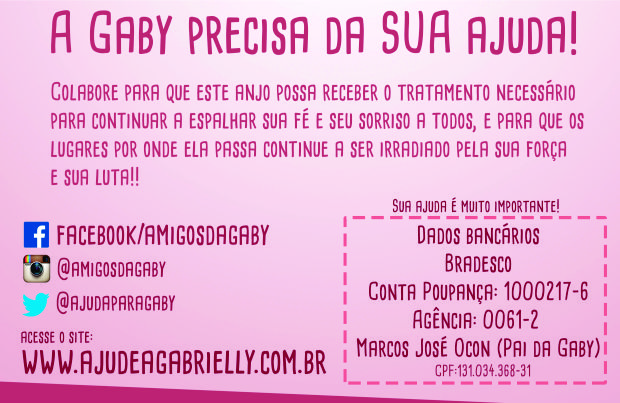 A Gaby precisa da SUA ajuda!
Colabore para que este anjo possa receber o tratamento necessário
para continuar a espalhar sua fé e seu sorriso a todos, e para que os
lugares por onde ela passa continue a ser irradiado pela sua força
e sua luta!!
facebook/amigosdagaby
@amigosdagaby
@ajudaparagaby
acesse o site:
www.ajudeagabrielly.com.br
Sua ajuda é muito importante!
Dados bancários
Bradesco
Conta Poupança: 1000217-6
Agência: 0061-2
Marcos José Ocon (Pai da Gaby)
CPF:131.034.368-31